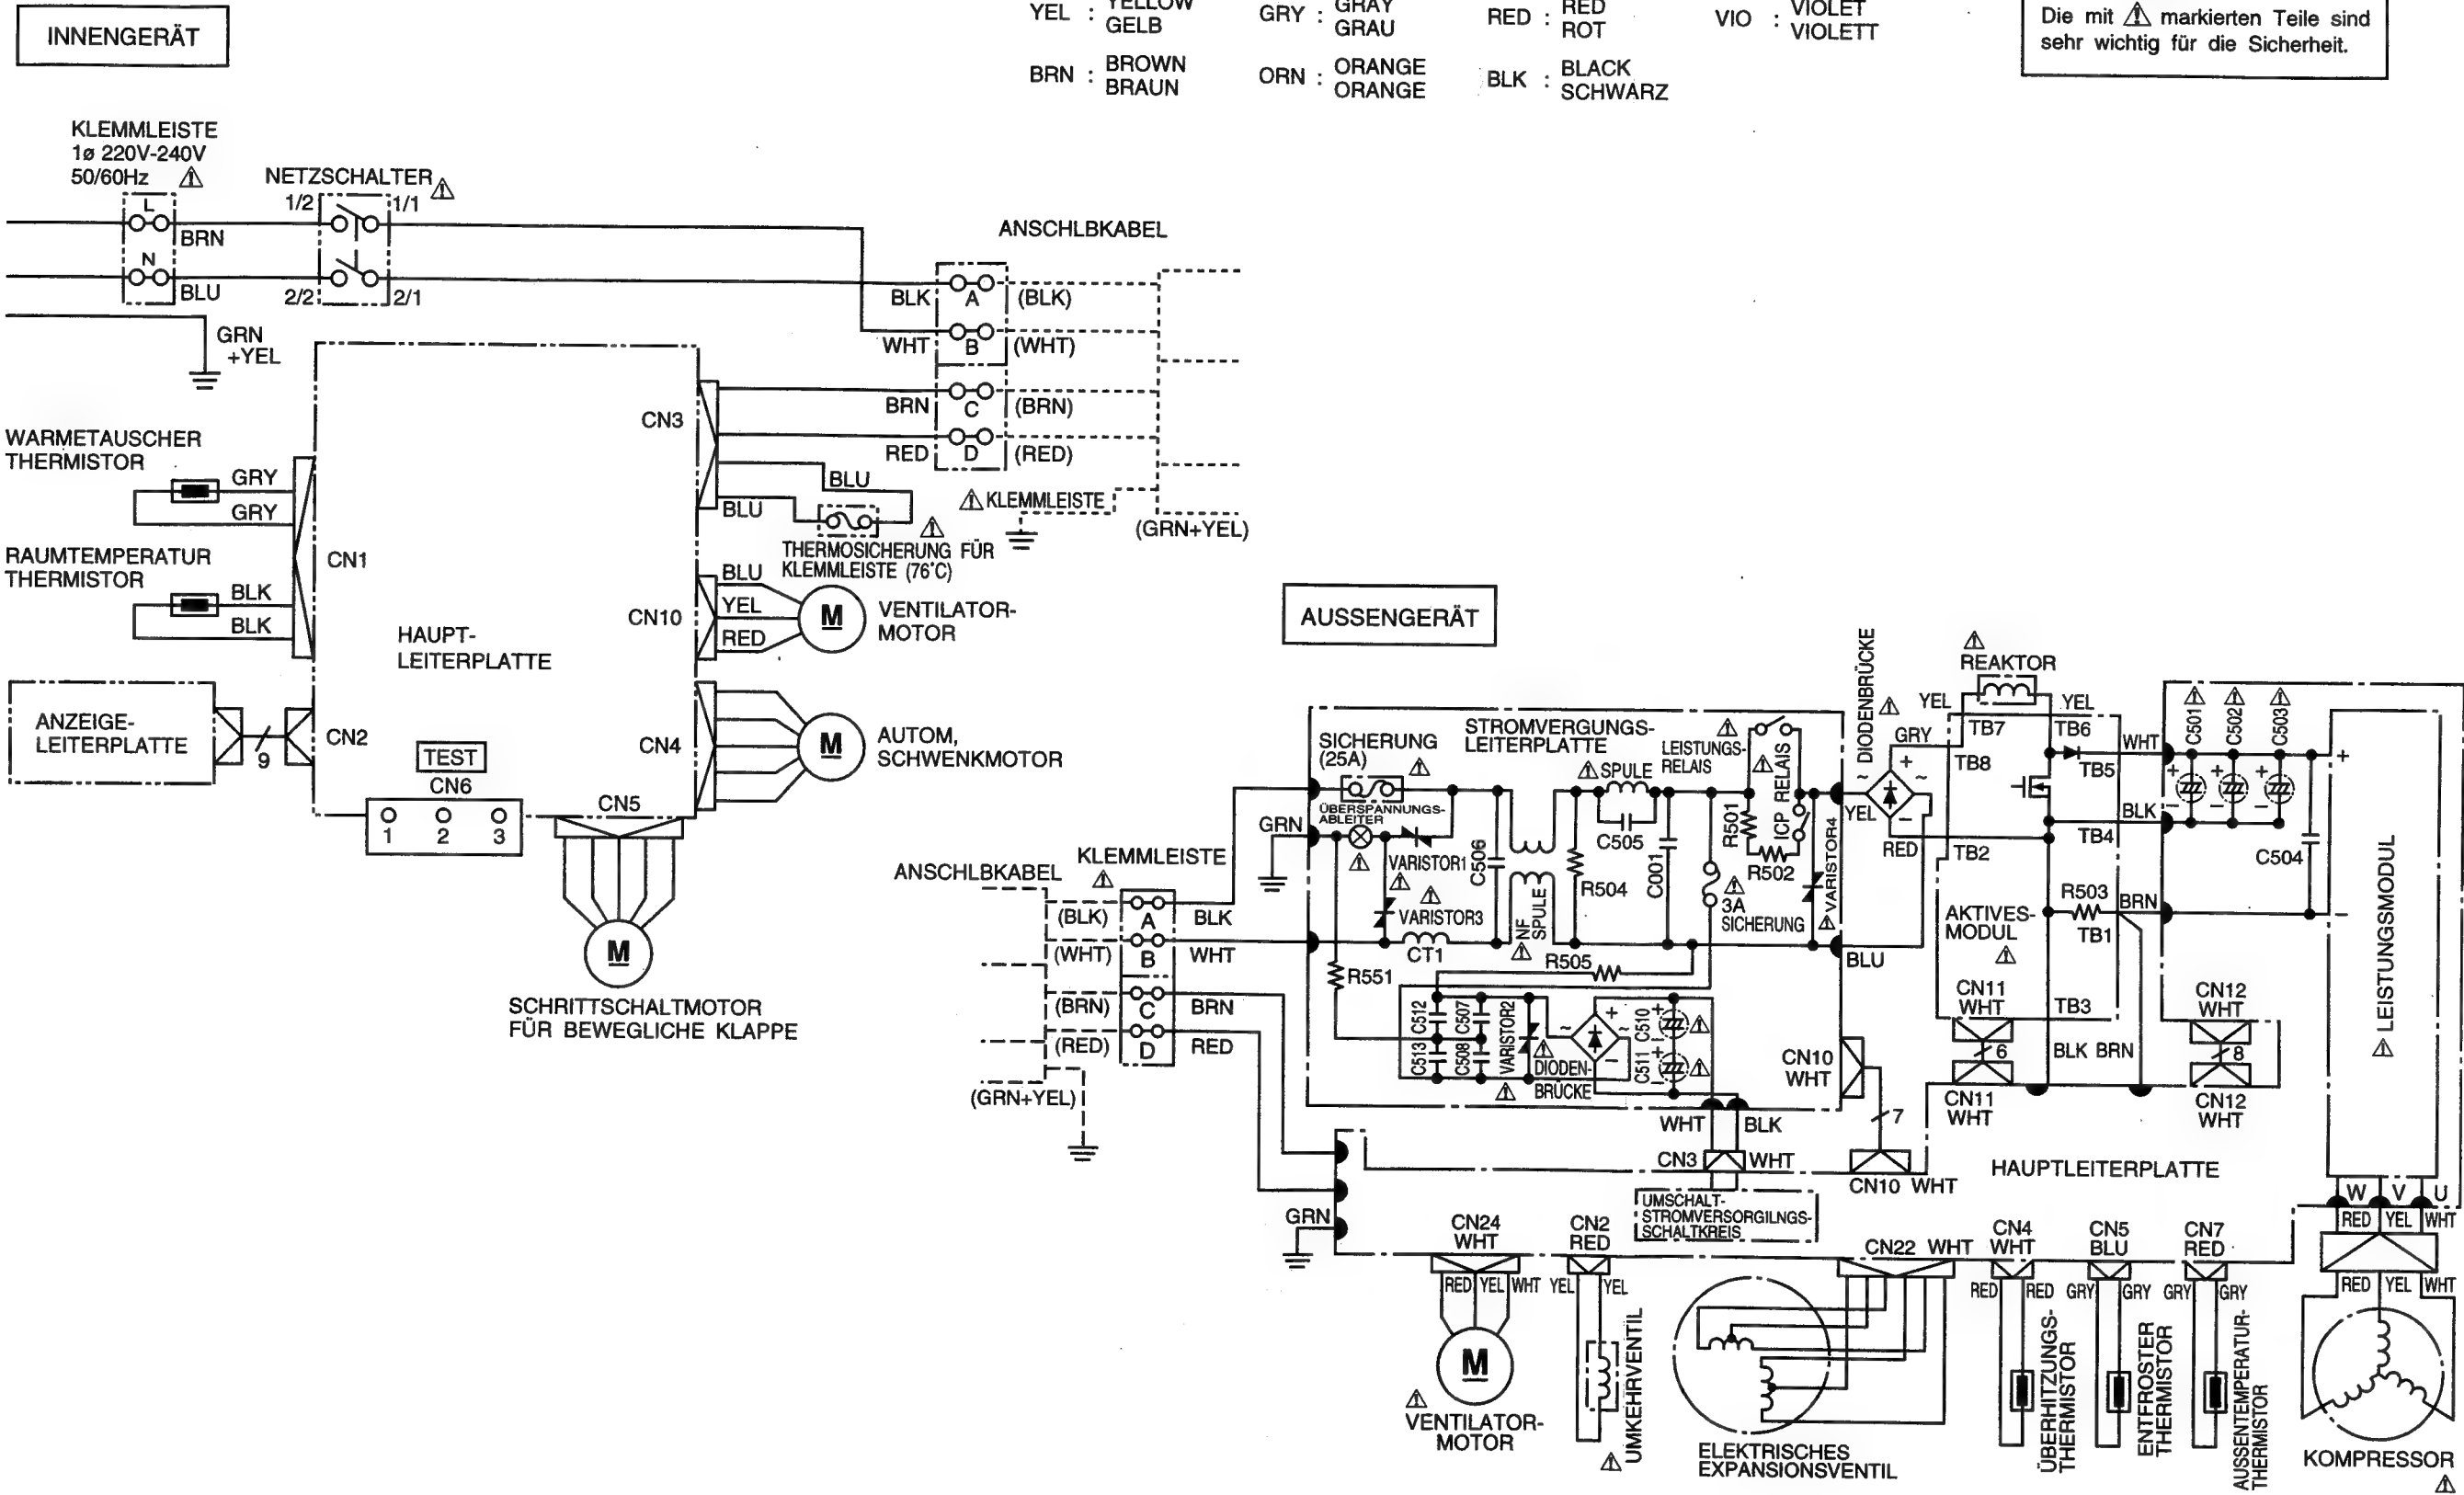 INNENGERÄT
YEL : YELLOW
GELB
GRY : GRAY
GRAU
RED : RED
ROT
VIO : VIOLET
VIOLETT
BRN : BROWN
BRAUN
ORN : ORANGE
ORANGE
BLK : BLACK
SCHWARZ
Die mit ⚠ markierten Teile sind
sehr wichtig für die Sicherheit.
KLEMMLEISTE
1ø 220V-240V
50/60Hz ⚠
NETZSCHALTER ⚠
L
N
BRN
BLU
1/2
1/1
2/2
2/1
GRN
+YEL
ANSCHLBKABEL
BLK A (BLK)
WHT B (WHT)
BRN C (BRN)
RED D (RED)
⚠ KLEMMLEISTE
(GRN+YEL)
WARMETAUSCHER
THERMISTOR
GRY
GRY
RAUMTEMPERATUR
THERMISTOR
BLK
BLK
CN1
CN3
BLU
BLU
THERMOSICHERUNG FÜR
KLEMMLEISTE (76°C)
CN10
BLU
YEL
RED
M
VENTILATOR-
MOTOR
HAUPT-
LEITERPLATTE
ANZEIGE-
LEITERPLATTE
9
CN2
TEST
CN6
1 2 3
CN5
CN4
M
AUTOM,
SCHWENKMOTOR
M
SCHRITTSCHALTMOTOR
FÜR BEWEGLICHE KLAPPE
AUSSENGERÄT
ANSCHLBKABEL
KLEMMLEISTE
(BLK) A BLK
(WHT) B WHT
(BRN) C BRN
(RED) D RED
(GRN+YEL)
GRN
SICHERUNG
(25A)
STROMVERGUNGS-
LEITERPLATTE
ÜBERSPANNUNGS-
ABLEITER
VARISTOR1
VARISTOR3
CT1
C506
NF
SPULE
R504
SPULE
C505
C001
LEISTUNGS-
RELAIS
R501
ICP RELAIS
R502
3A
SICHERUNG
VARISTOR4
R505
R551
C512
C507
C513
C508
VARISTOR2
DIODEN-
BRÜCKE
C510
C511
BLU
YEL
DIODENBRÜCKE
GRY
RED
REAKTOR
YEL
YEL
TB7
TB6
TB8
TB5
TB4
TB2
R503
TB1
TB3
AKTIVES-
MODUL
WHT
BLK
BRN
C501
C502
C503
C504
+
−
LEISTUNGSMODUL
CN11
WHT
6
CN11
WHT
BLK BRN
CN12
WHT
8
CN12
WHT
CN10
WHT
7
CN10 WHT
WHT
BLK
CN3 WHT
UMSCHALT-
STROMVERSORGILNGS-
SCHALTKREIS
HAUPTLEITERPLATTE
GRN
CN24
WHT
RED YEL WHT
M
VENTILATOR-
MOTOR
CN2
RED
YEL YEL
UMKEHRVENTIL
CN22 WHT
ELEKTRISCHES
EXPANSIONSVENTIL
CN4
WHT
RED RED
ÜBERHITZUNGS-
THERMISTOR
CN5
BLU
GRY GRY
ENTFROSTER
THERMISTOR
CN7
RED
GRY GRY
AUSSENTEMPERATUR-
THERMISTOR
W V U
RED YEL WHT
RED YEL WHT
KOMPRESSOR